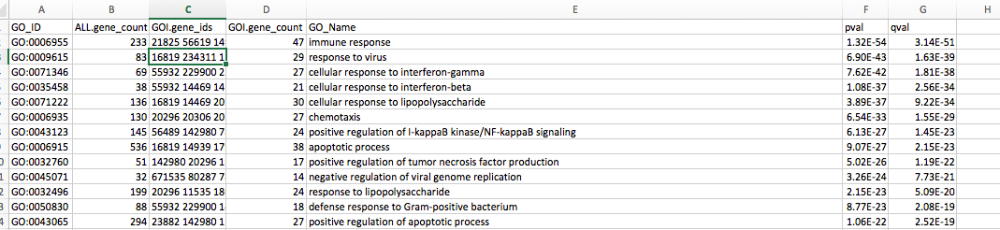 A B C D E F G H
GO_ID ALL.gene_count GOI.gene_ids GOI.gene_count GO_Name pval qval
GO:0006955 233 21825 56619 14 47 immune response 1.32E-54 3.14E-51
GO:0009615 83 16819 234311 1 29 response to virus 6.90E-43 1.63E-39
GO:0071346 69 55932 229900 2 27 cellular response to interferon-gamma 7.62E-42 1.81E-38
GO:0035458 38 55932 14469 14 21 cellular response to interferon-beta 1.08E-37 2.56E-34
GO:0071222 136 16819 14469 20 30 cellular response to lipopolysaccharide 3.89E-37 9.22E-34
GO:0006935 130 20296 20306 20 27 chemotaxis 6.54E-33 1.55E-29
GO:0043123 145 56489 142980 7 24 positive regulation of I-kappaB kinase/NF-kappaB signaling 6.13E-27 1.45E-23
GO:0006915 536 16819 14939 17 38 apoptotic process 9.07E-27 2.15E-23
GO:0032760 51 142980 20296 1 17 positive regulation of tumor necrosis factor production 5.02E-26 1.19E-22
GO:0045071 32 671535 80287 7 14 negative regulation of viral genome replication 3.26E-24 7.73E-21
GO:0032496 199 20296 11535 18 24 response to lipopolysaccharide 2.15E-23 5.09E-20
GO:0050830 88 55932 229900 1 18 defense response to Gram-positive bacterium 8.77E-23 2.08E-19
GO:0043065 294 23882 142980 1 27 positive regulation of apoptotic process 1.06E-22 2.52E-19